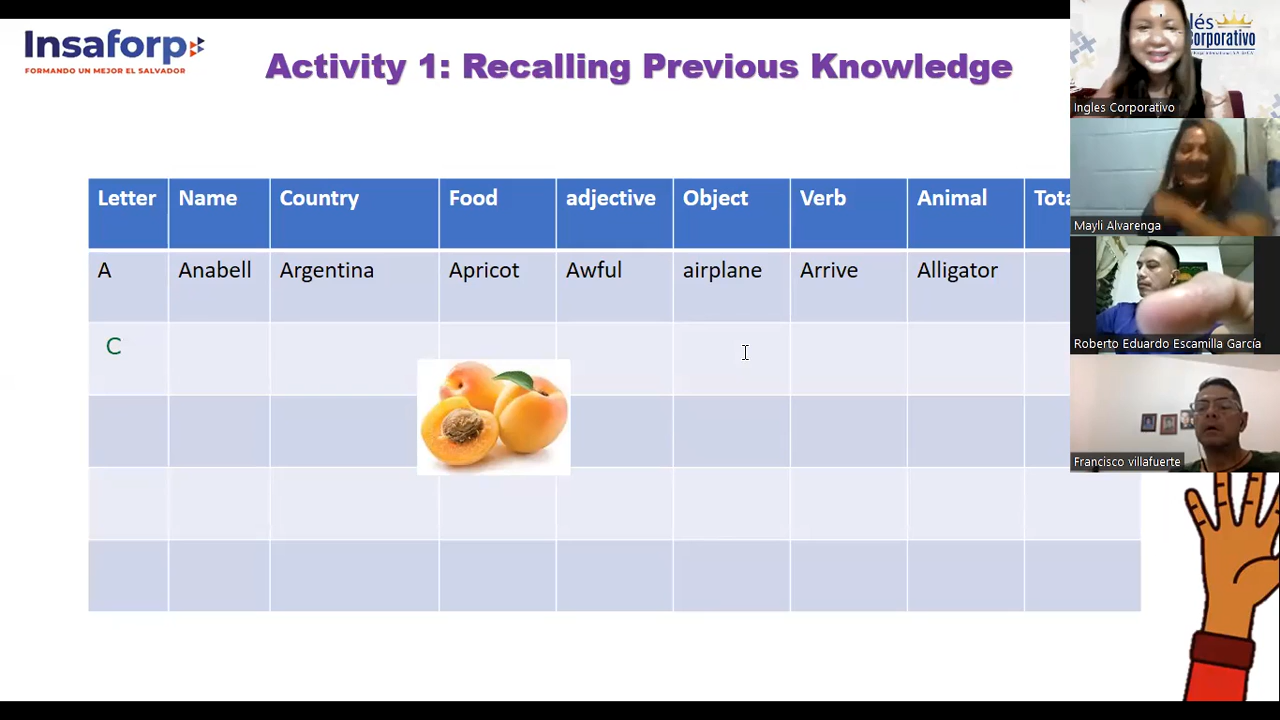 Insaforp
FORMANDO UN MEJOR EL SALVADOR
Activity 1: Recalling Previous Knowledge
Letter Name Country Food adjective Object Verb Animal
A Anabell Argentina Apricot Awful airplane Arrive Alligator
C
Ingles Corporativo
Mayli Alvarenga
Roberto Eduardo Escamilla García
Francisco villafuerte